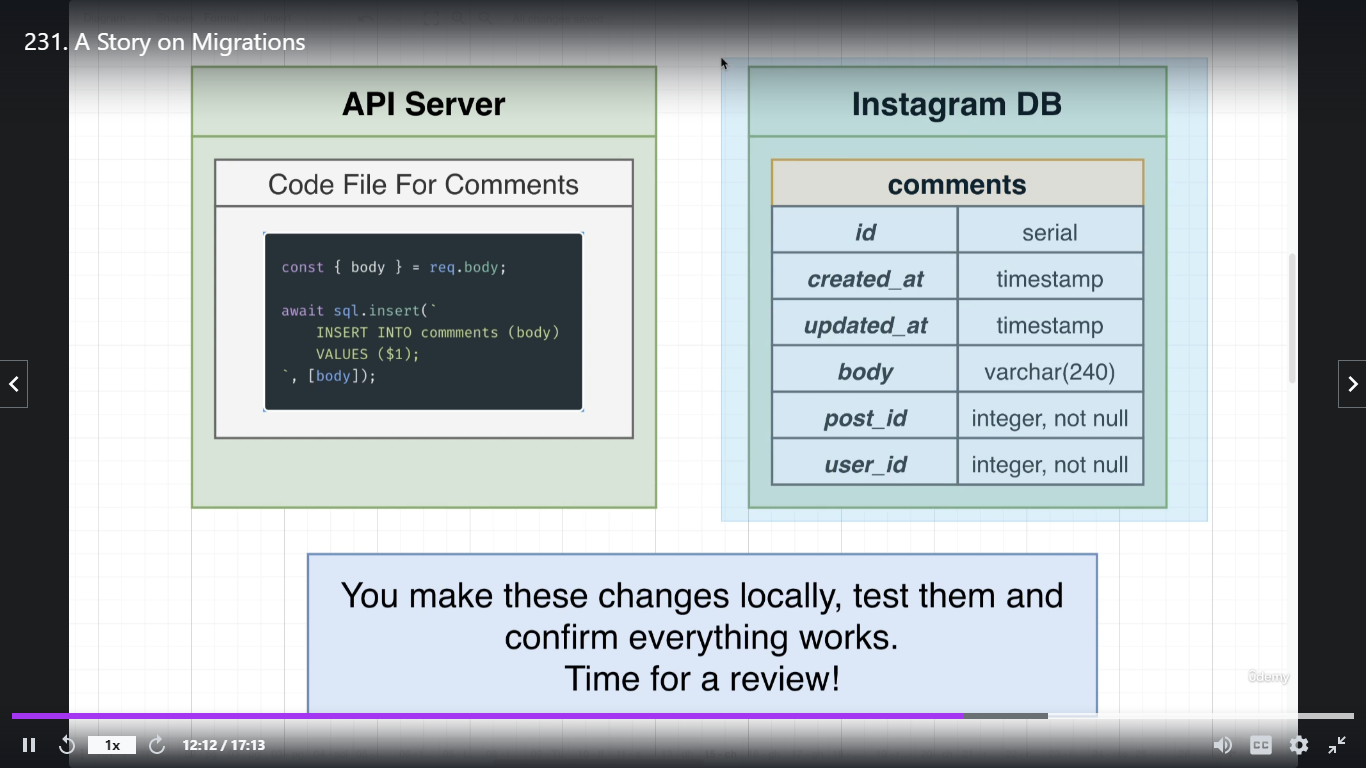 231. A Story on Migrations
API Server
Code File For Comments
const { body } = req.body;
await sql.insert(`
INSERT INTO commments (body)
VALUES ($1);
`, [body]);
Instagram DB
comments
id serial
created_at timestamp
updated_at timestamp
body varchar(240)
post_id integer, not null
user_id integer, not null
You make these changes locally, test them and
confirm everything works.
Time for a review!
ûdemy
1x
12:12 / 17:13
CC